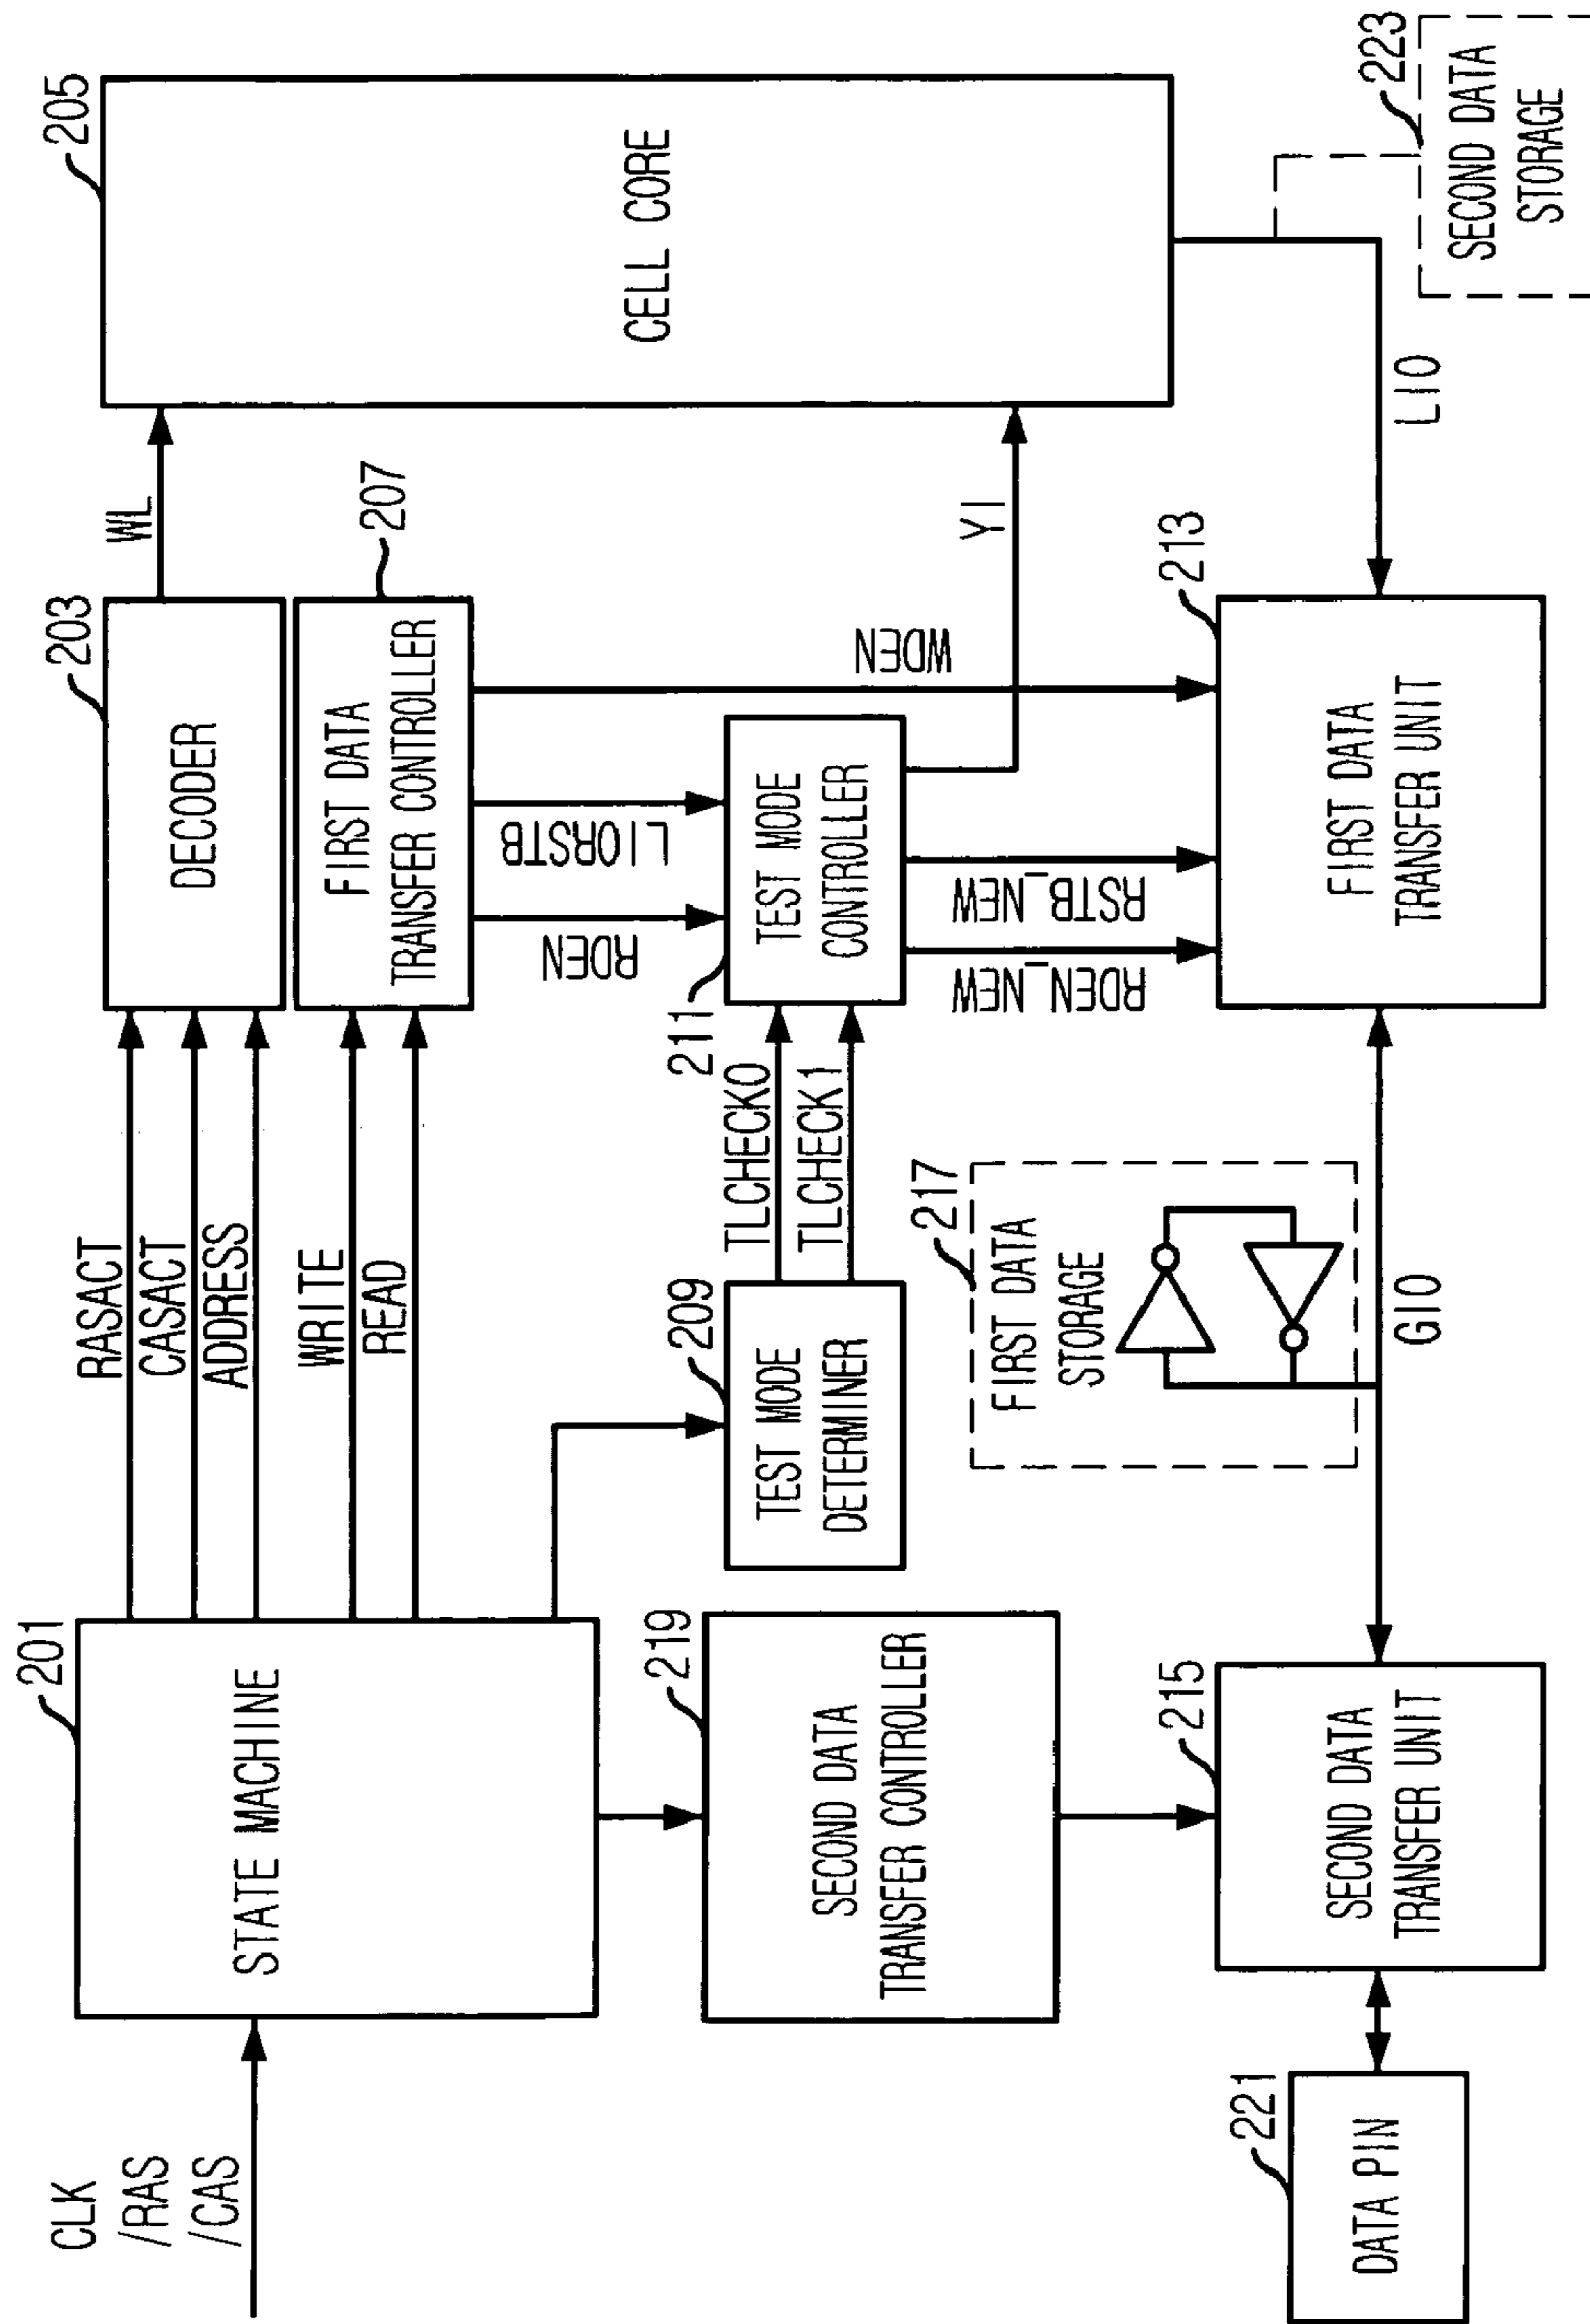 CLK
/RAS
/CAS
201
STATE MACHINE
RASACT
CASACT
ADDRESS
WRITE
READ
203
DECODER
WL
205
CELL CORE
FIRST DATA
TRANSFER CONTROLLER
207
RDEN
LIORSTB
WDEN
209
TEST MODE
DETERMINER
TLCHECK0
TLCHECK1
211
TEST MODE
CONTROLLER
YI
RDEN_NEW
RSTB_NEW
219
SECOND DATA
TRANSFER CONTROLLER
217
FIRST DATA
STORAGE
221
DATA PIN
215
SECOND DATA
TRANSFER UNIT
GIO
213
FIRST DATA
TRANSFER UNIT
LIO
223
SECOND DATA
STORAGE